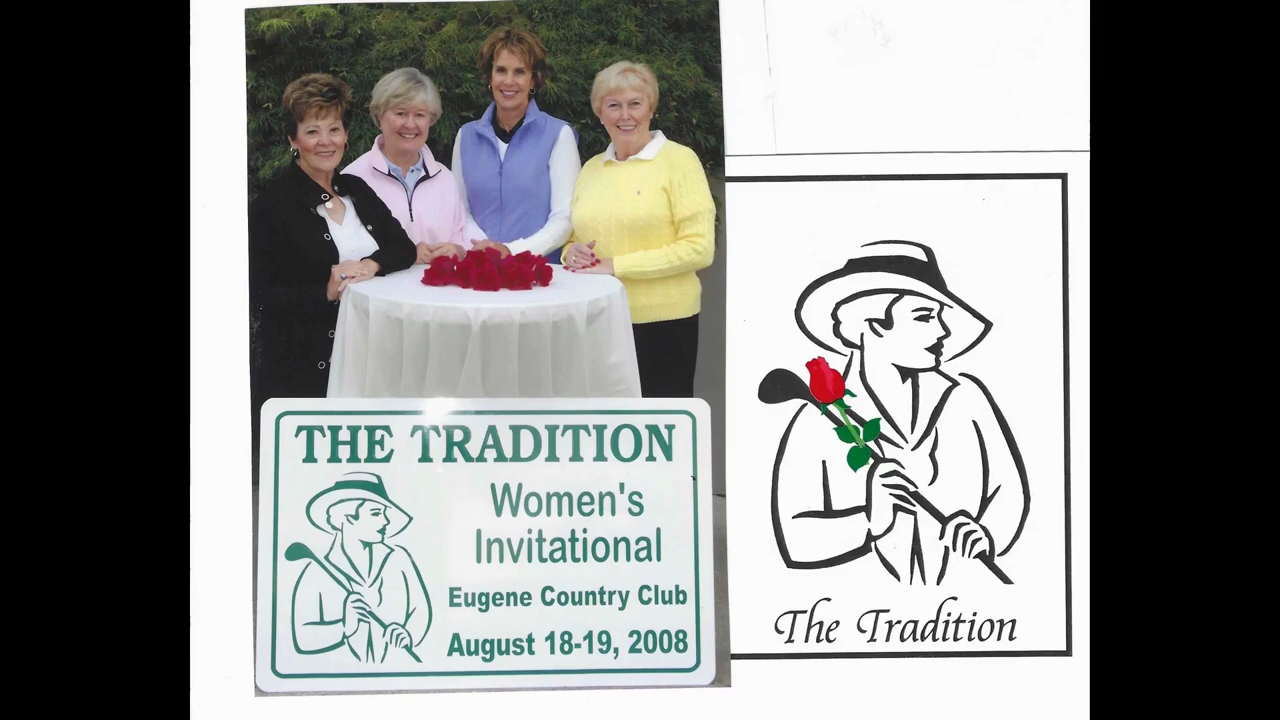 THE TRADITION
Women's
Invitational
Eugene Country Club
August 18-19, 2008
The Tradition